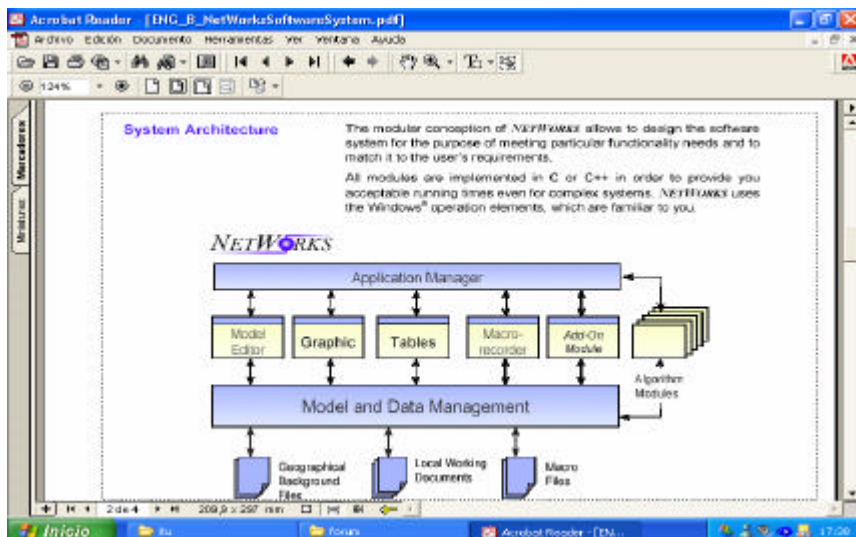 Acrobat Reader - [ENG_B_NetWorksSoftwareSystem.pdf]
Archivo Edición Documento Herramientas Ver Ventana Ayuda
134%
Marcadores
Miniaturas
System Architecture
The modular conception of NETWORKS allows to design the software
system for the purpose of meeting particular functionality needs and to
match it to the user's requirements.
All modules are implemented in C or C++ in order to provide you
acceptable running times even for complex systems. NETWORKS uses
the Windows® operation elements, which are familiar to you.
NETWORKS
Application Manager
Model
Editor
Graphic
Tables
Macro-
recorder
Add-On
Module
Algorithm
Modules
Model and Data Management
Geographical
Background
Files
Local Working
Documents
Macro
Files
2 de 4
209,9 x 297 mm
Inicio
itu
forum
Acrobat Reader - [EN...